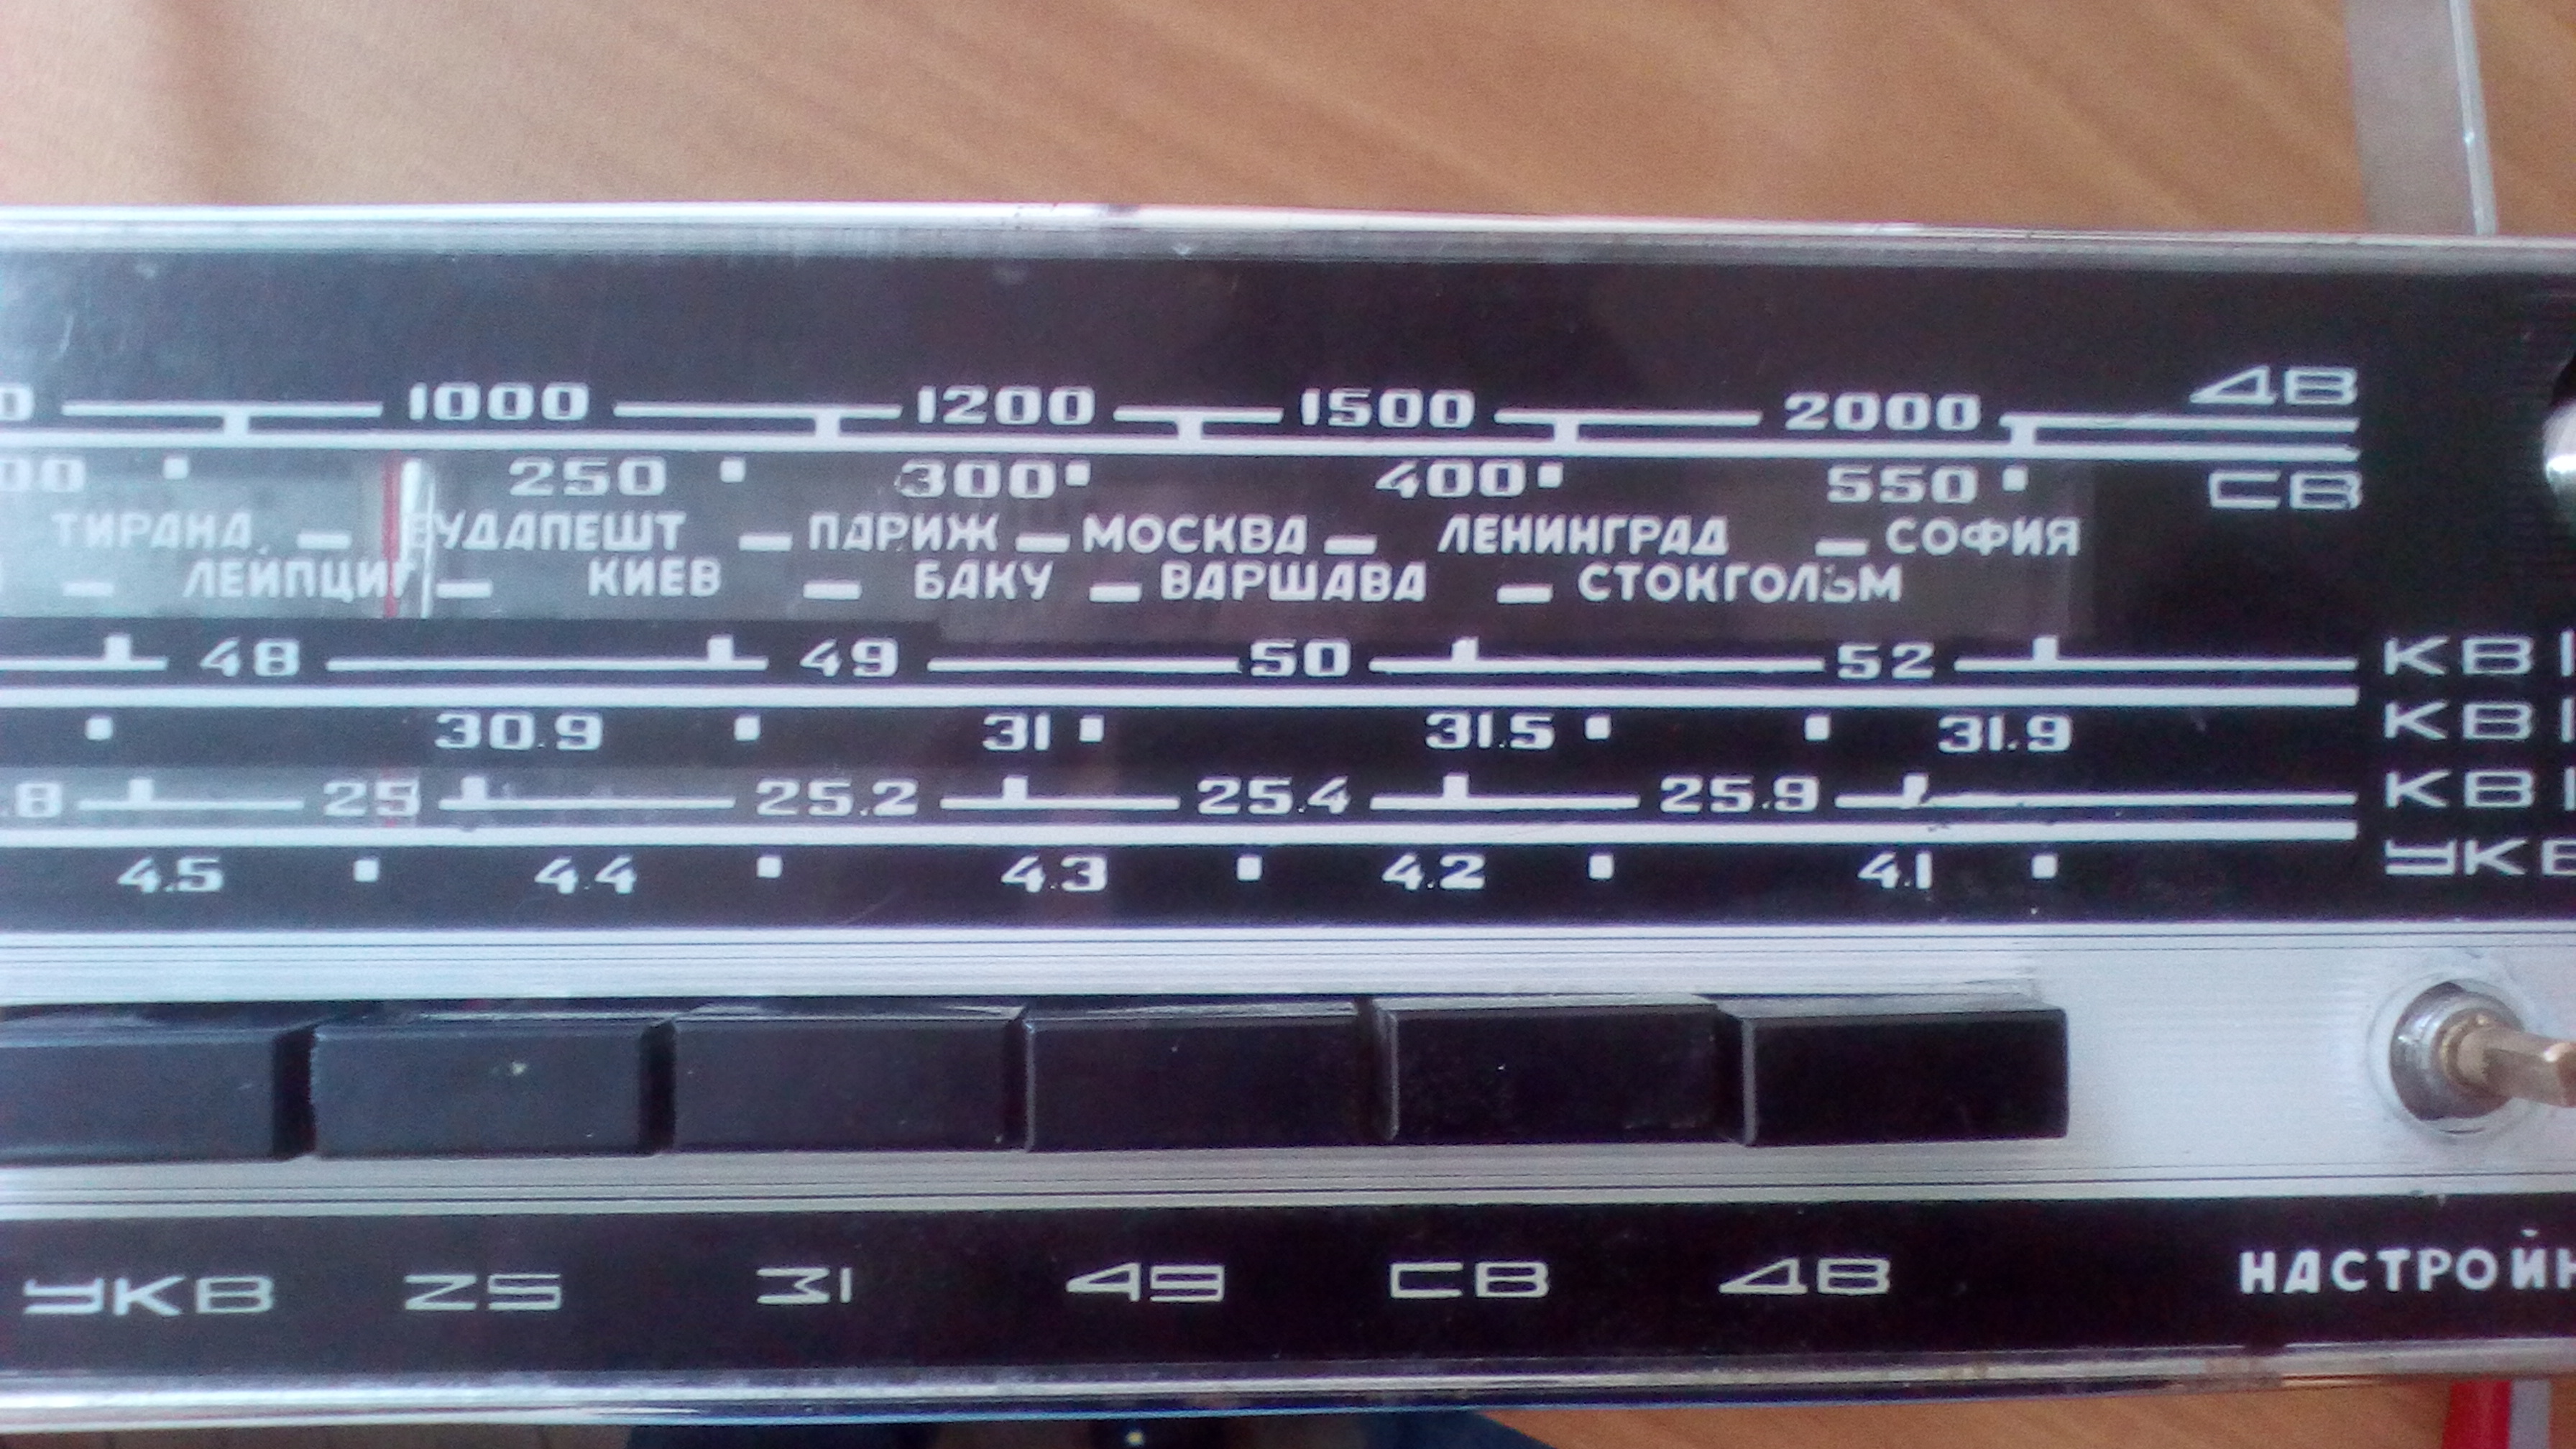 1000 1200 1500 2000 ДВ
250 300 400 550 СВ
ТИРАНА БУДАПЕШТ ПАРИЖ МОСКВА ЛЕНИНГРАД СОФИЯ
ЛЕЙПЦИГ КИЕВ БАКУ ВАРШАВА СТОКГОЛЬМ
48 49 50 52 КВ I
30.9 31 31.5 31.9 КВ I
.8 25 25.2 25.4 25.9 КВ I
4.5 4.4 4.3 4.2 4.1 УКВ
УКВ 25 31 49 СВ ДВ НАСТРОЙК